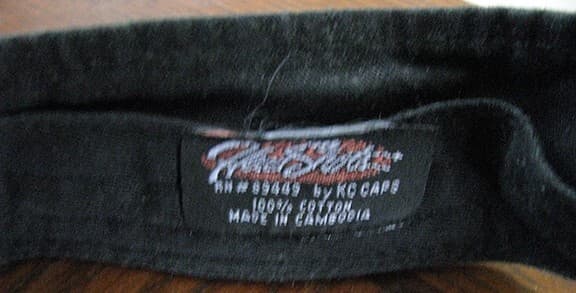 RN # 89449 by KC CAPS
100% COTTON
MADE IN CAMBODIA